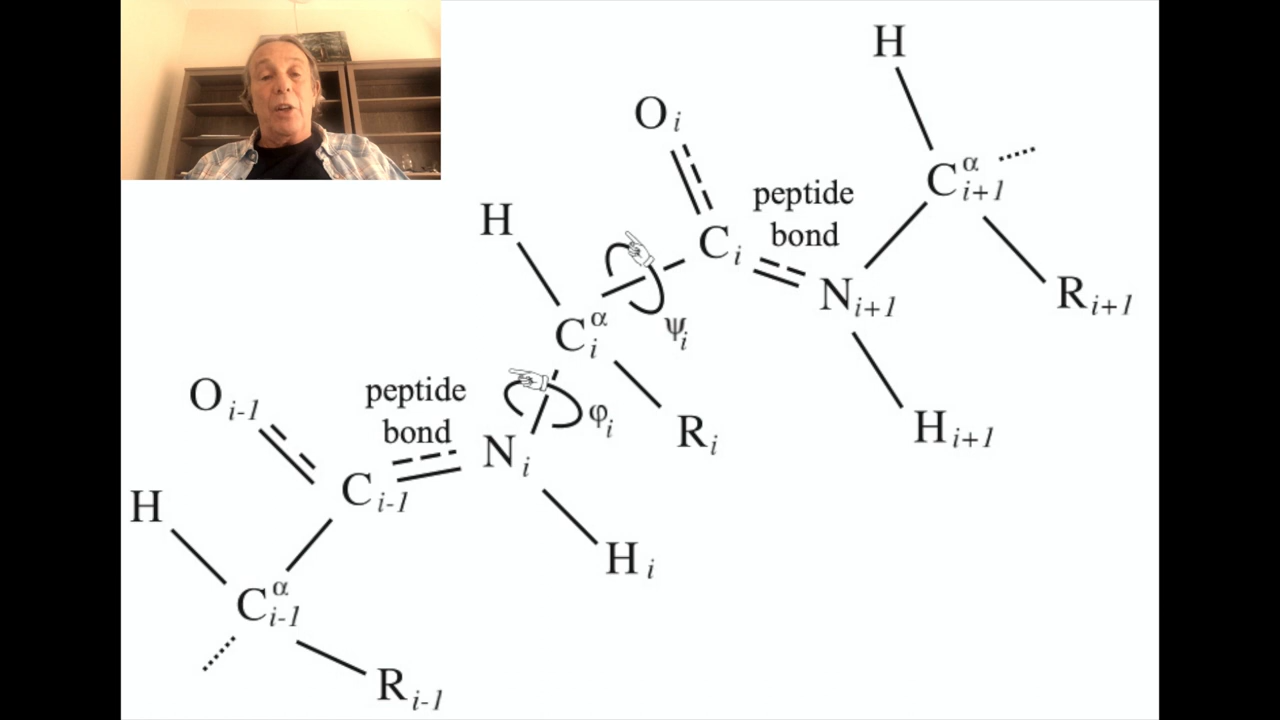 H
O i
C α i+1
peptide
bond
H
C i
N i+1
R i+1
ψ i
C α i
O i-1
peptide
bond
φ i
R i
H i+1
N i
C i-1
H
H i
C α i-1
R i-1